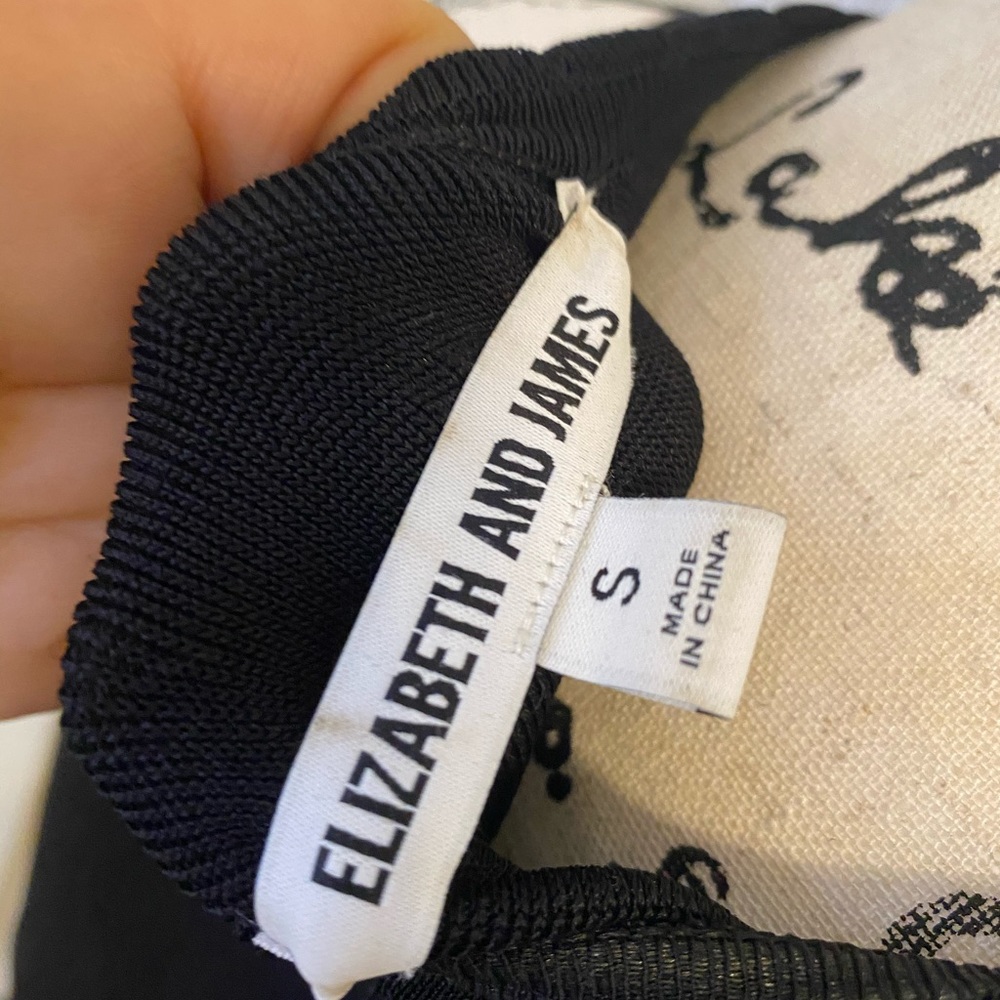 ELIZABETH AND JAMES
S
MADE
IN CHINA